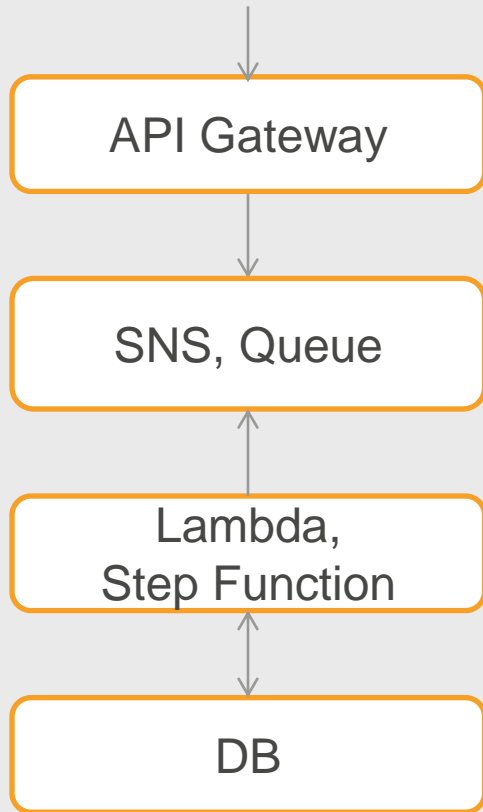 API Gateway
SNS, Queue
Lambda,
Step Function
DB